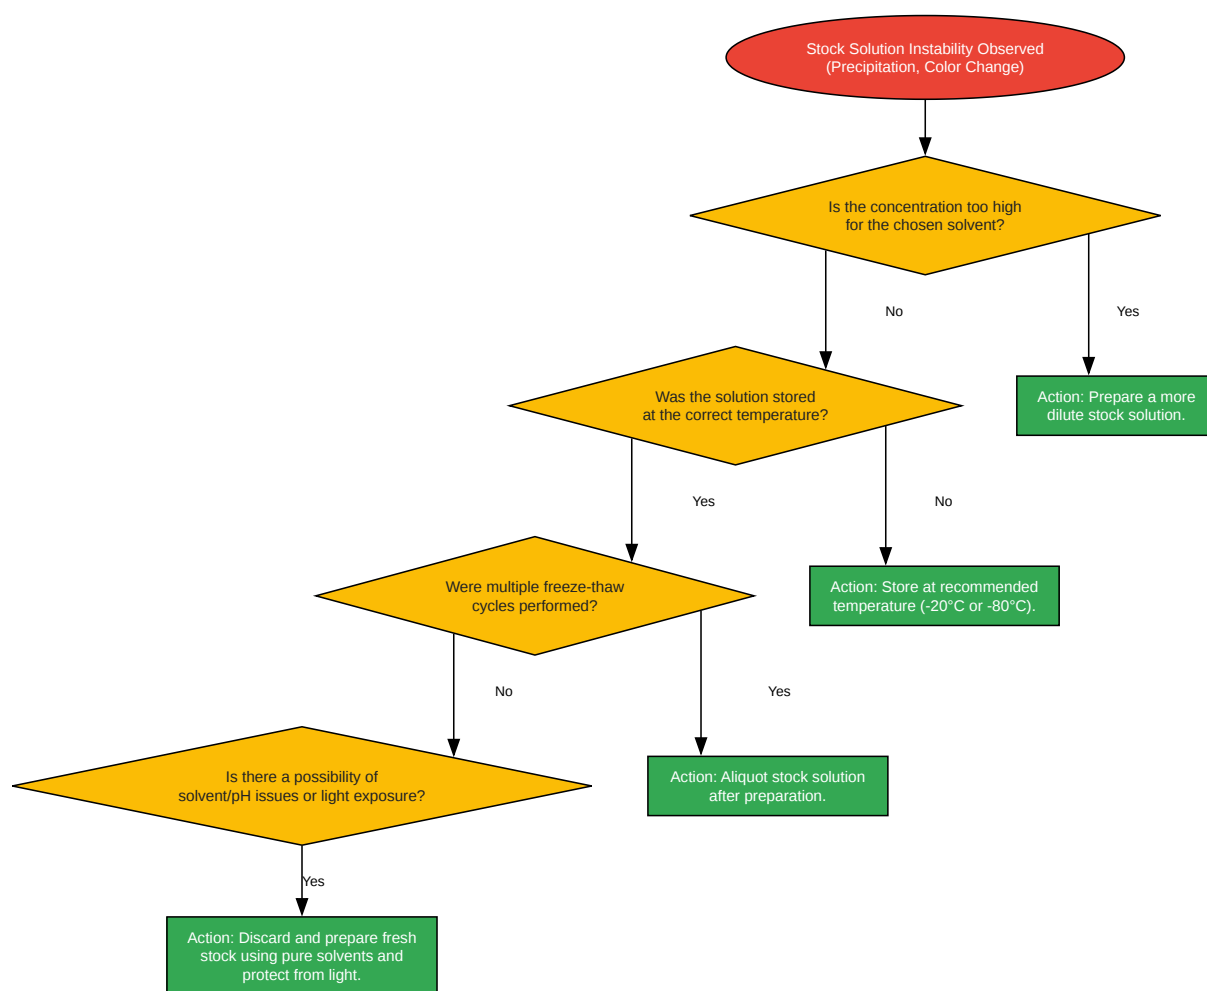 Stock Solution Instability Observed
(Precipitation, Color Change)
Is the concentration too high
for the chosen solvent?
No
Yes
Was the solution stored
at the correct temperature?
Action: Prepare a more
dilute stock solution.
Yes
No
Were multiple freeze-thaw
cycles performed?
Action: Store at recommended
temperature (-20°C or -80°C).
No
Yes
Is there a possibility of
solvent/pH issues or light exposure?
Action: Aliquot stock solution
after preparation.
Yes
Action: Discard and prepare fresh
stock using pure solvents and
protect from light.